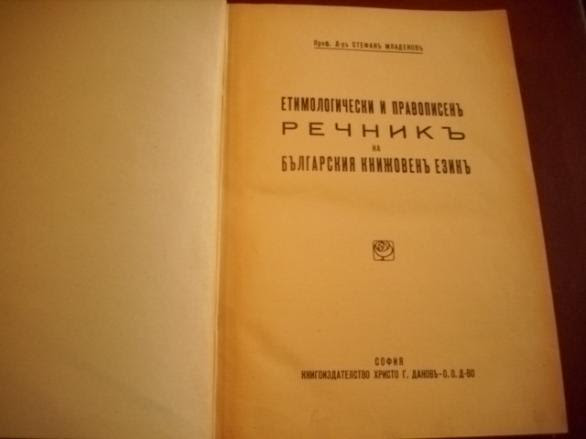 Проф. Д-ръ СТЕФАНЪ МЛАДЕНОВЪ
ЕТИМОЛОГИЧЕСКИ И ПРАВОПИСЕНЪ
РЕЧНИКЪ
НА
БЪЛГАРСКИЯ КНИЖОВЕНЪ ЕЗИКЪ
СОФИЯ
КНИГОИЗДАТЕЛСТВО ХРИСТО Г. ДАНОВЪ–О. О. Д-ВО